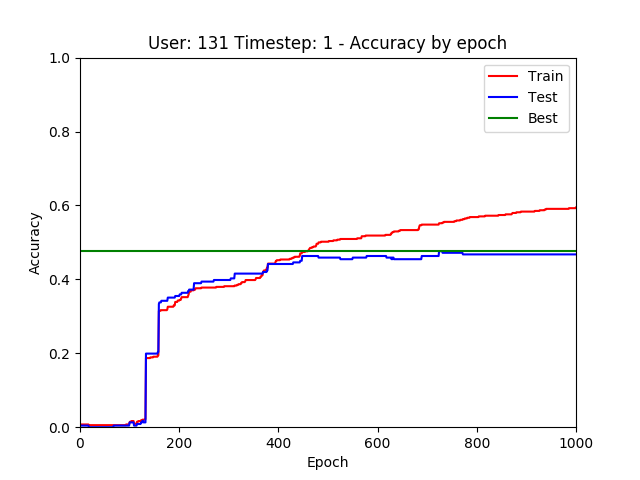 User: 131 Timestep: 1 - Accuracy by epoch
1.0
0.8
0.6
0.4
0.2
0.0
Accuracy
Train
Test
Best
0 200 400 600 800 1000
Epoch